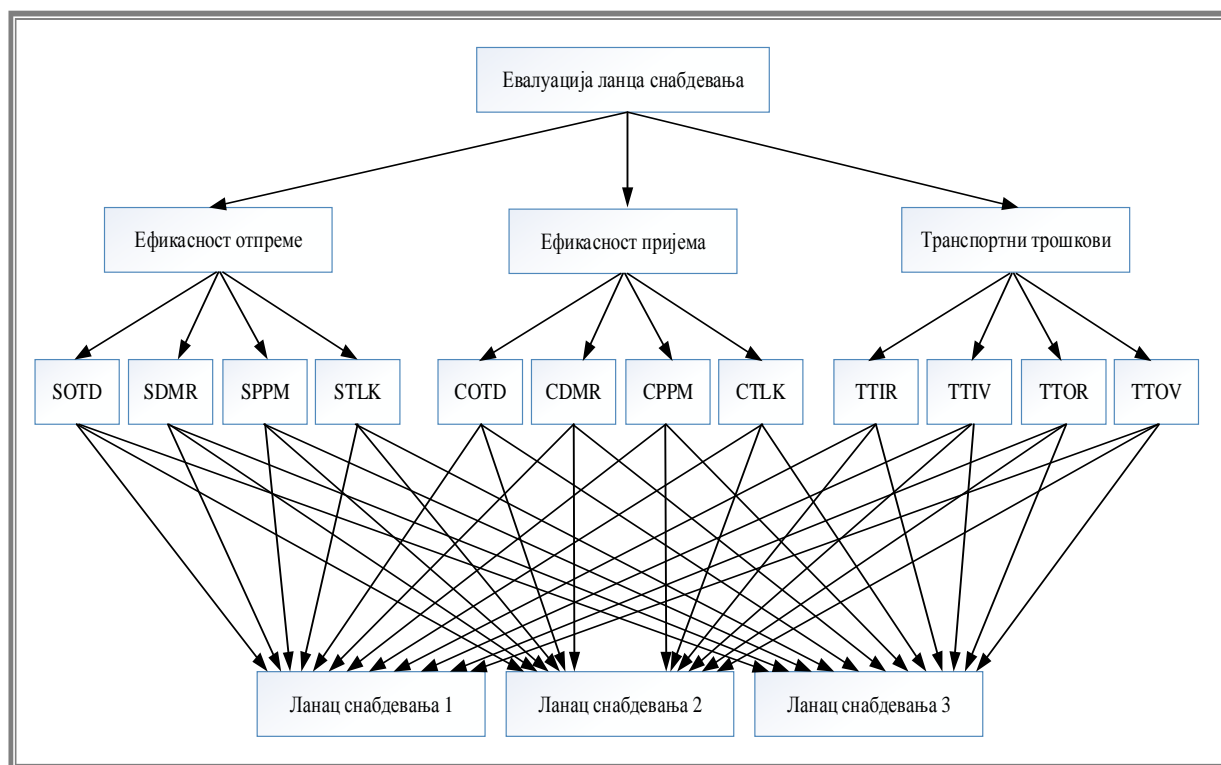 Евалуација ланца снабдевања
Ефикасност отпреме
Ефикасност пријема
Транспортни трошкови
SOTD
SDMR
SPPM
STLK
COTD
CDMR
CPPM
CTLK
TTIR
TTIV
TTOR
TTOV
Ланац снабдевања 1
Ланац снабдевања 2
Ланац снабдевања 3